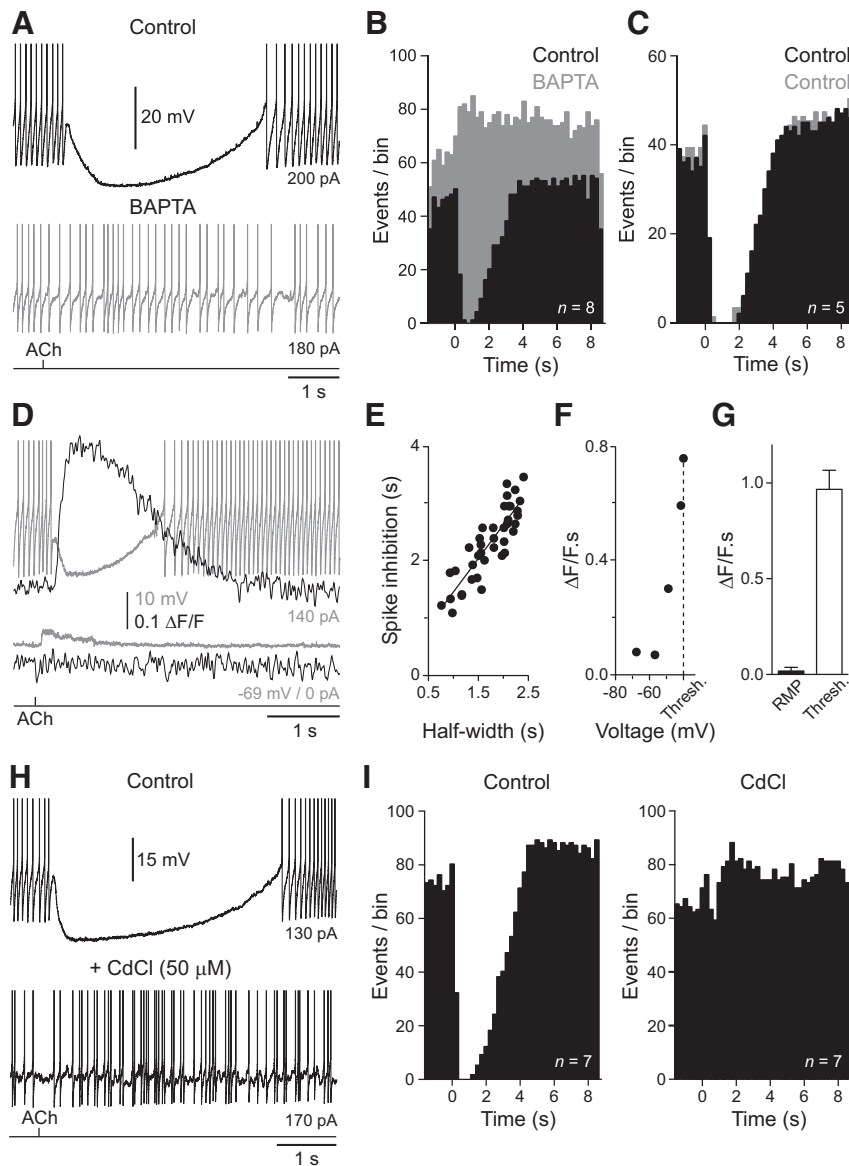 A
Control
20 mV
200 pA
BAPTA
180 pA
ACh
1 s
B
Control
BAPTA
Events / bin
100
80
60
40
20
0
n = 8
0 2 4 6 8
Time (s)
C
Control
Control
Events / bin
60
40
20
0
n = 5
0 2 4 6 8
Time (s)
D
10 mV
0.1 ΔF/F
140 pA
-69 mV / 0 pA
ACh
1 s
E
Spike inhibition (s)
4
2
0
0.5 1.5 2.5
Half-width (s)
F
ΔF/F.s
0.8
0.4
0.0
-80 -60 Thresh.
Voltage (mV)
G
ΔF/F.s
1.0
0.5
0.0
RMP Thresh.
H
Control
15 mV
130 pA
+ CdCl (50 μM)
ACh
170 pA
1 s
I
Control
Events / bin
100
80
60
40
20
0
n = 7
0 2 4 6 8
Time (s)
CdCl
Events / bin
100
80
60
40
20
0
n = 7
0 2 4 6 8
Time (s)